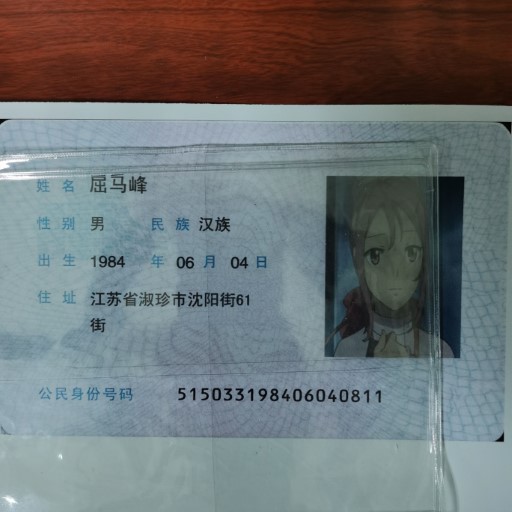 姓名 屈马峰
性别 男 民族 汉族
出生 1984 年 06 月 04 日
住址 江苏省淑珍市沈阳街61
街
公民身份号码 515033198406040811